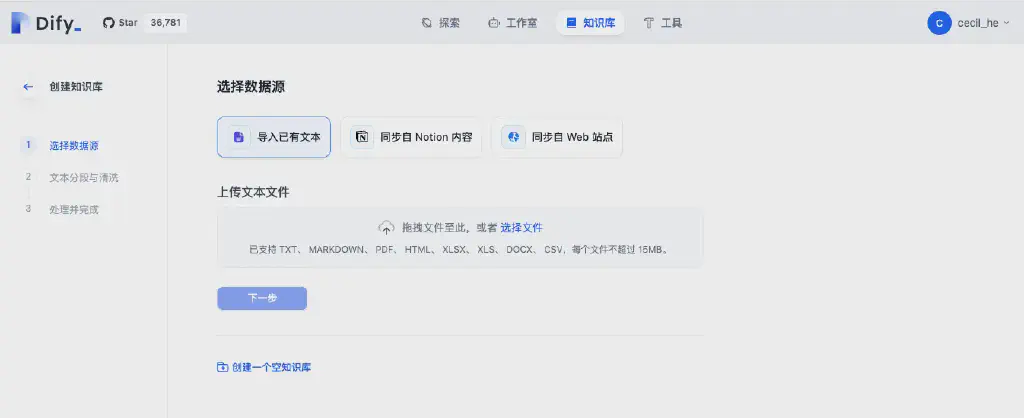 Dify_
Star 36,781
探索
工作室
知识库
工具
C cecil_he
创建知识库
1 选择数据源
2 文本分段与清洗
3 处理并完成
选择数据源
导入已有文本
同步自 Notion 内容
同步自 Web 站点
上传文本文件
拖拽文件至此，或者 选择文件
已支持 TXT、 MARKDOWN、 PDF、 HTML、 XLSX、 XLS、 DOCX、 CSV，每个文件不超过 15MB。
下一步
创建一个空知识库